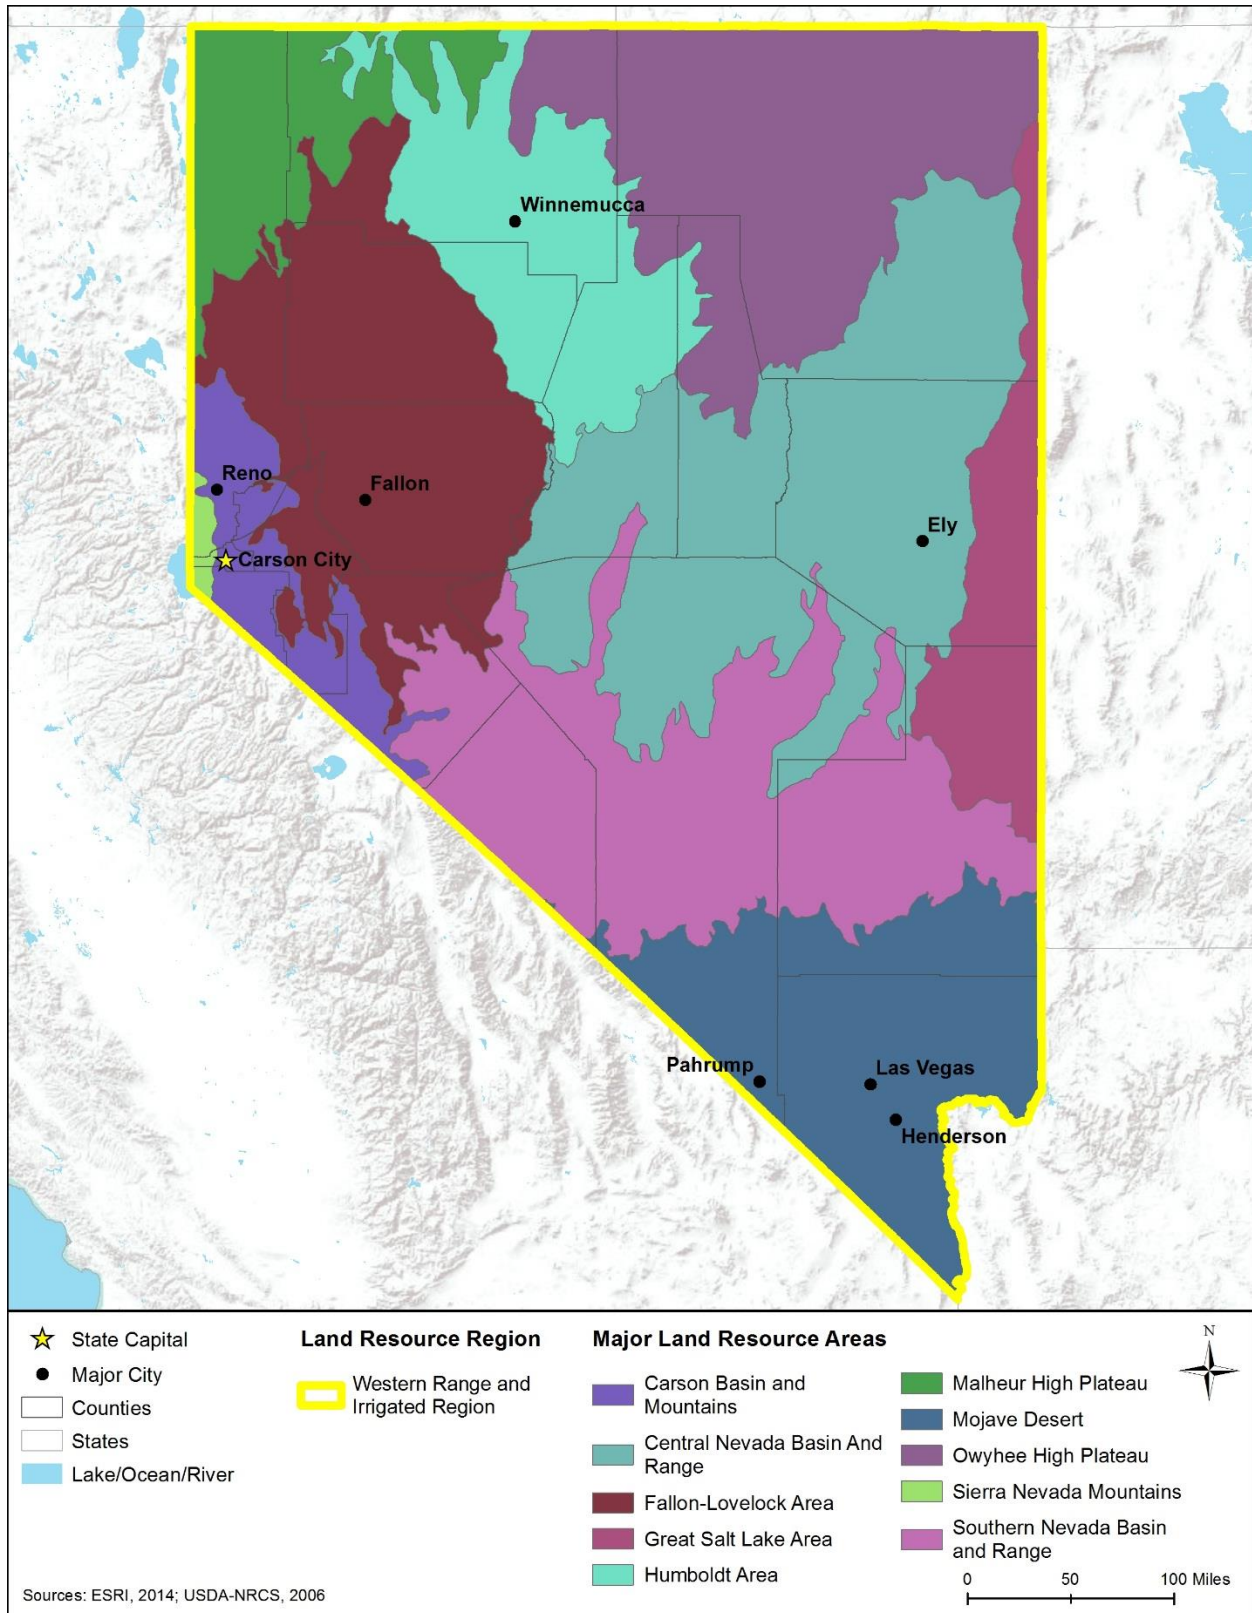 Winnemucca
Reno
Fallon
Ely
Carson City
Pahrump
Las Vegas
Henderson
State Capital
Major City
Counties
States
Lake/Ocean/River
Land Resource Region
Western Range and
Irrigated Region
Major Land Resource Areas
Carson Basin and
Mountains
Central Nevada Basin And
Range
Fallon-Lovelock Area
Great Salt Lake Area
Humboldt Area
Malheur High Plateau
Mojave Desert
Owyhee High Plateau
Sierra Nevada Mountains
Southern Nevada Basin
and Range
N
0 50 100 Miles
Sources: ESRI, 2014; USDA-NRCS, 2006